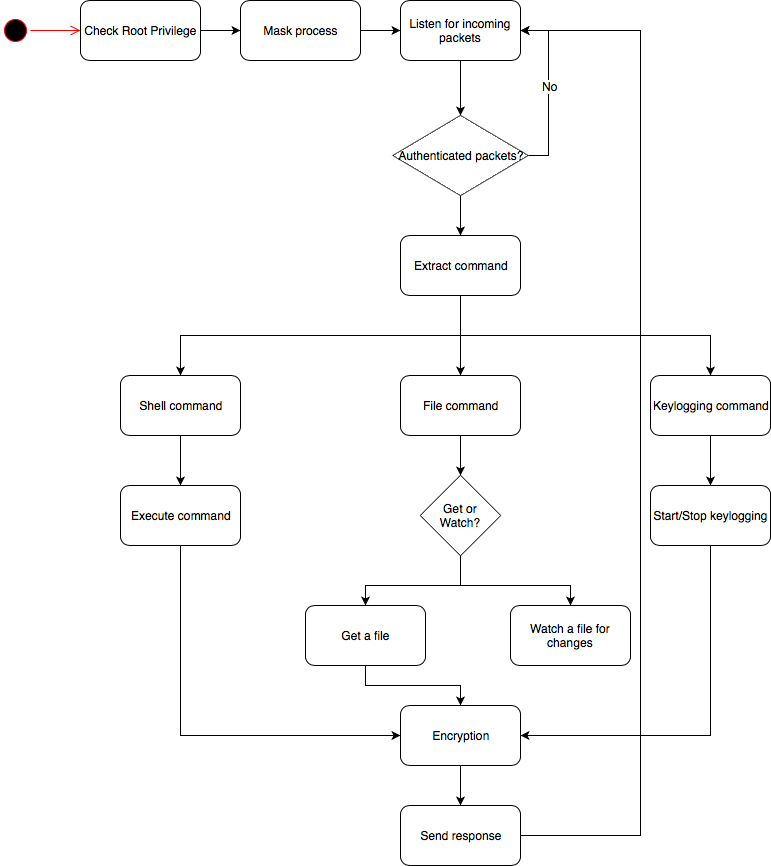 Check Root Privilege
Mask process
Listen for incoming
packets
No
Authenticated packets?
Extract command
Shell command
File command
Keylogging command
Execute command
Get or
Watch?
Start/Stop keylogging
Get a file
Watch a file for
changes
Encryption
Send response